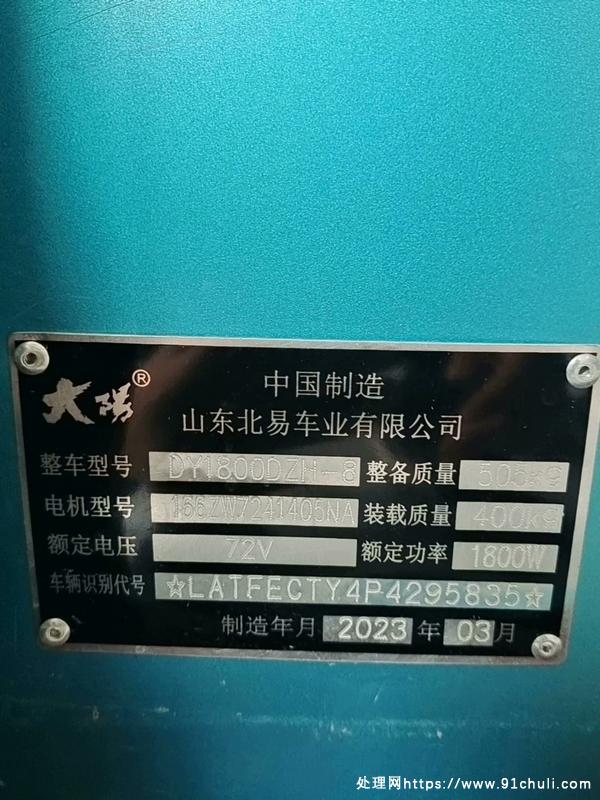 大阳®
中国制造
山东北易车业有限公司
整车型号 DY1800DZH-8 整备质量 505kg
电机型号 166ZW7241405NA 装载质量 400kg
额定电压 72V 额定功率 1800W
车辆识别代号 ☆LATFECTY4P4295835☆
制造年月 2023 年 03 月
处理网https://www.91chuli.com